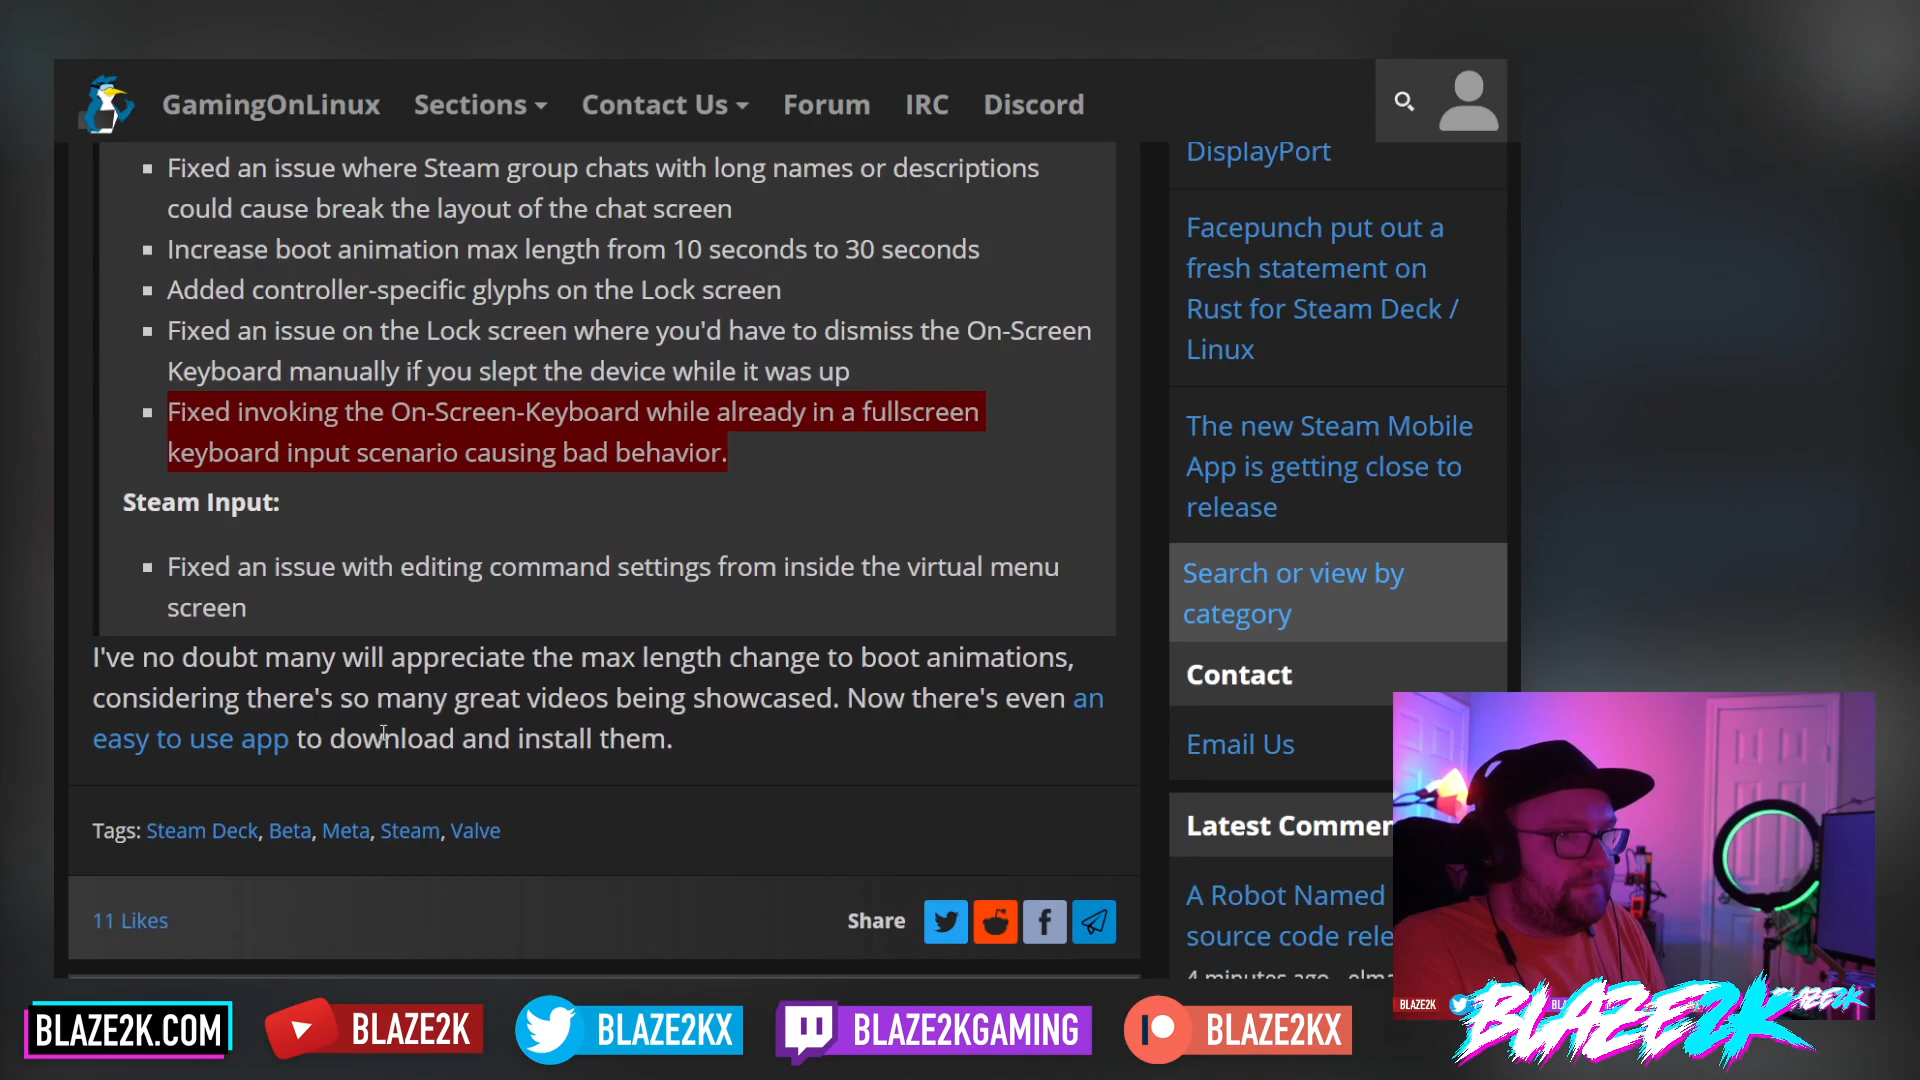 GamingOnLinux Sections Contact Us Forum IRC Discord
Fixed an issue where Steam group chats with long names or descriptions
could cause break the layout of the chat screen
Increase boot animation max length from 10 seconds to 30 seconds
Added controller-specific glyphs on the Lock screen
Fixed an issue on the Lock screen where you'd have to dismiss the On-Screen
Keyboard manually if you slept the device while it was up
Fixed invoking the On-Screen-Keyboard while already in a fullscreen
keyboard input scenario causing bad behavior.
Steam Input:
Fixed an issue with editing command settings from inside the virtual menu
screen
I've no doubt many will appreciate the max length change to boot animations,
considering there's so many great videos being showcased. Now there's even an
easy to use app to download and install them.
Tags: Steam Deck, Beta, Meta, Steam, Valve
11 Likes
Share
DisplayPort
Facepunch put out a
fresh statement on
Rust for Steam Deck /
Linux
The new Steam Mobile
App is getting close to
release
Search or view by
category
Contact
Email Us
Latest Commen
A Robot Named
source code rele
4 minutes ago
BLAZE2K
BLAZE2K
BLAZE2K
BLAZE2K.COM
BLAZE2K
BLAZE2KX
BLAZE2KGAMING
BLAZE2KX